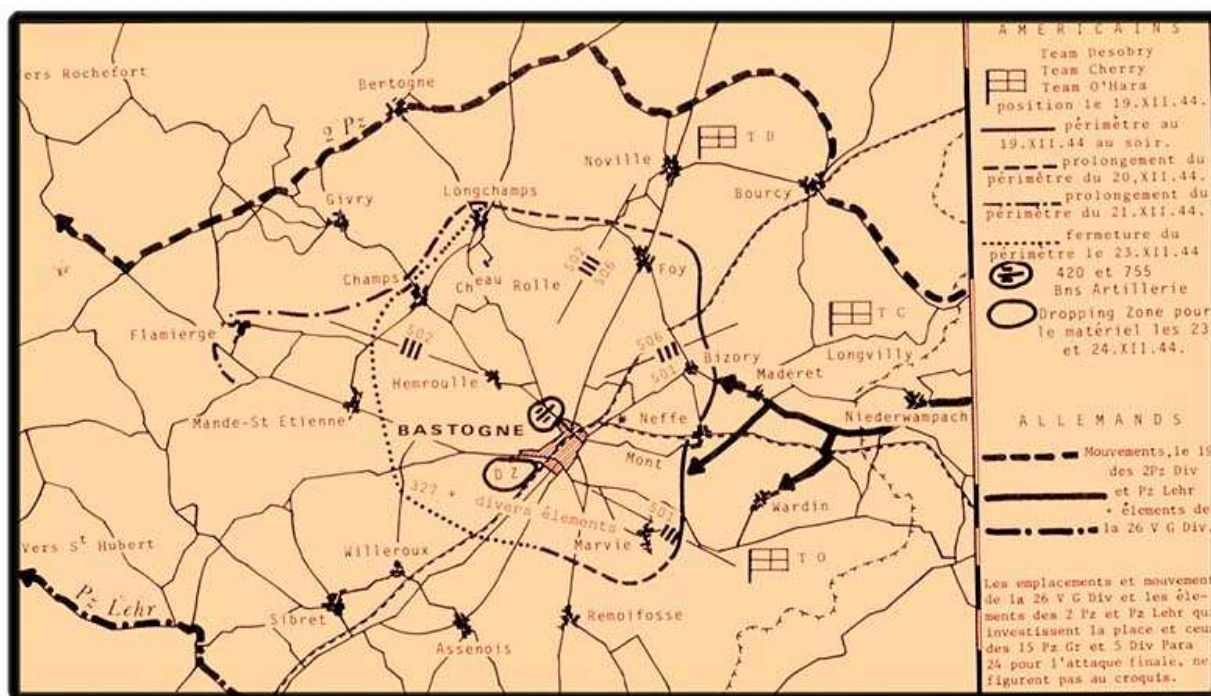 vers Rochefort
Bertogne
2 Pz
Noville
T D
Bourcy
Givry
Longchamps
502
506
Champs
Cheau Rolle
Foy
Flamierge
502
506
501
T C
Bizory
Longvilly
Maderet
Hemroulle
Mande-St Etienne
Neffe
Niederwampach
BASTOGNE
Mont
D Z
327 + divers élements
501
Wardin
Marvie
T O
Vers St Hubert
Willeroux
Pz Lehr
Sibret
Assenois
Remoifosse
AMERICAINS
Team Desobry
Team Cherry
Team O'Hara
position le 19.XII.44.
périmètre au
19.XII.44 au soir.
prolongement du
périmètre du 20,XII.44.
prolongement du
périmètre du 21.XII.44.
fermeture du
périmètre le 23.XII.44
420 et 755
Bns Artillerie
Dropping Zone pour
le matériel les 23
et 24.XII.44.
ALLEMANDS
Mouvements, le 19
des 2Pz Div
et Pz Lehr
+ élements de
la 26 V G Div.
Les emplacements et mouvement
de la 26 V G Div et les éle-
ments des 2 Pz et Pz Lehr qui
investissent la place et ceux
des 15 Pz Gr et 5 Div Para
24 pour l'attaque finale, ne
figurent pas au croquis.